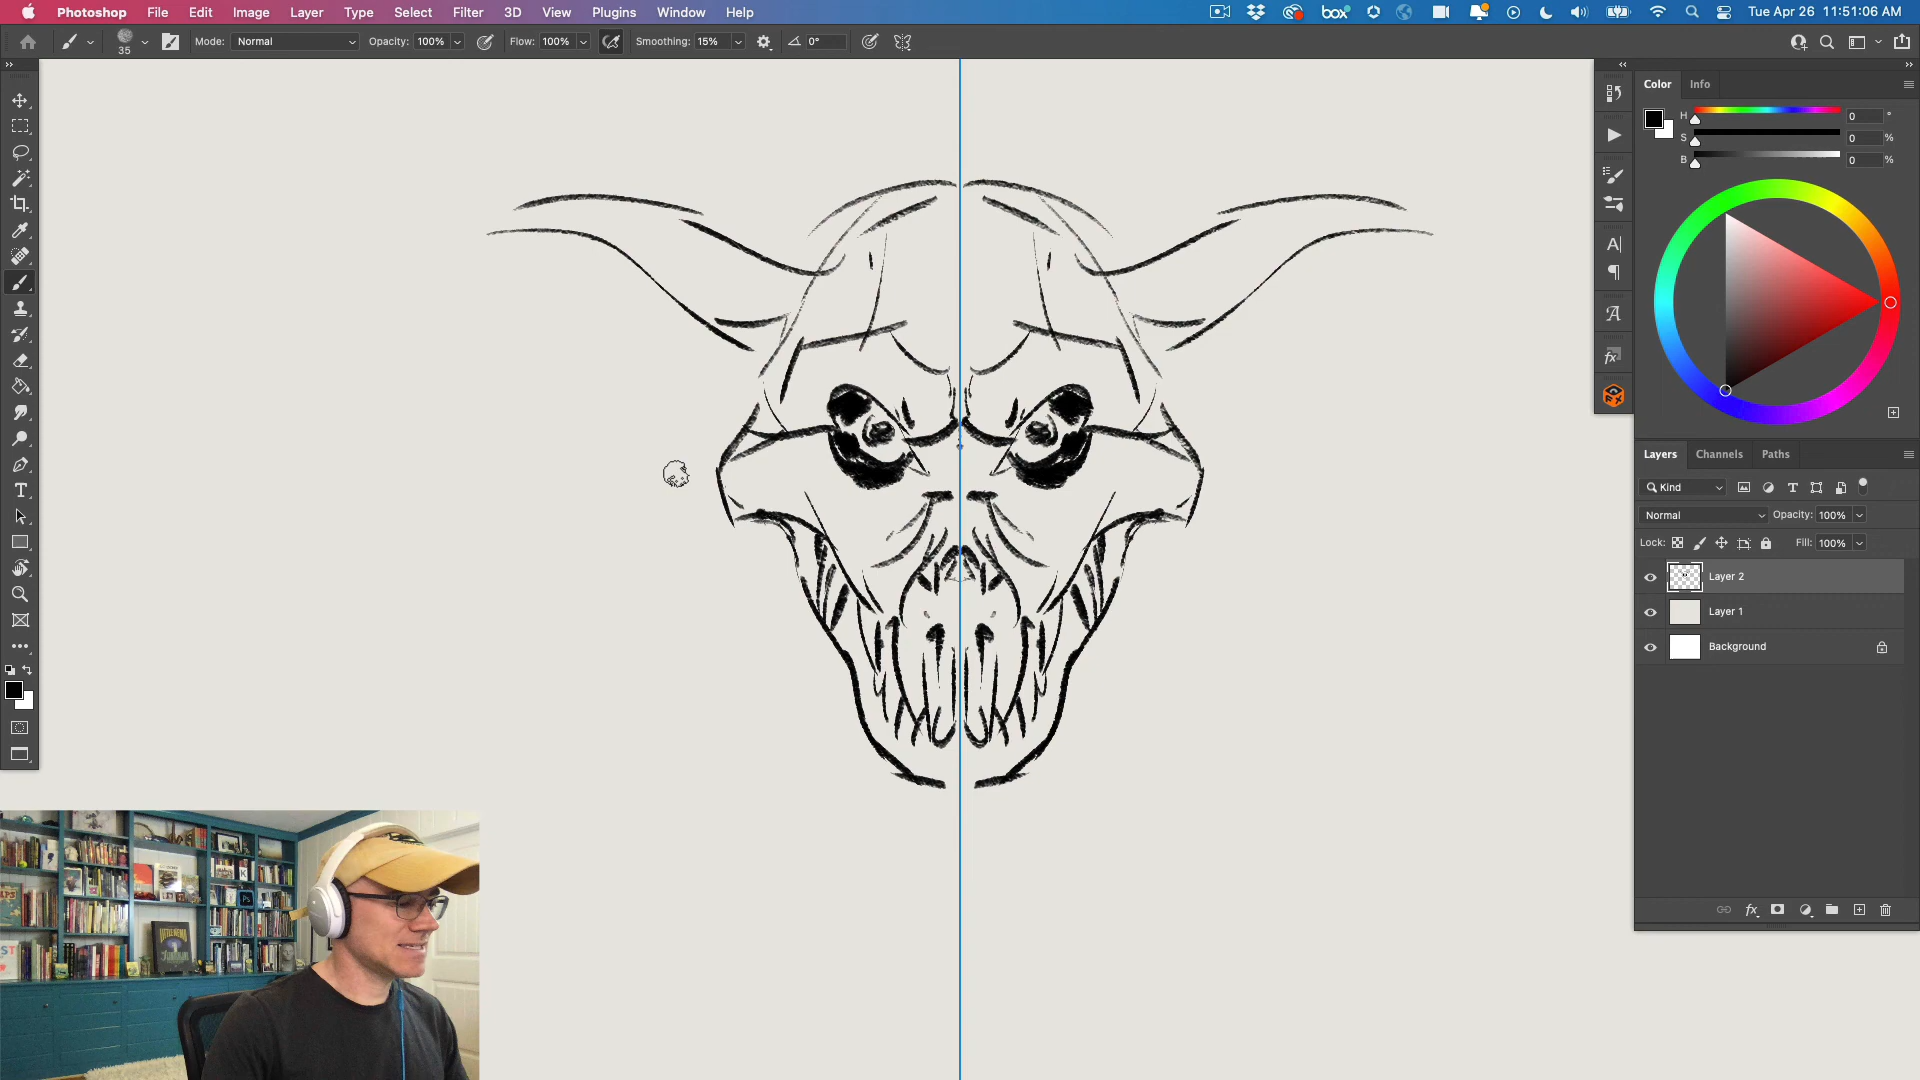 Photoshop File Edit Image Layer Type Select Filter 3D View Plugins Window Help box Tue Apr 26 11:51:06 AM
35 Mode: Normal Opacity: 100% Flow: 100% Smoothing: 15% 0°
Color Info
H 0 °
S 0 %
B 0 %
Layers Channels Paths
Kind
Normal Opacity: 100%
Lock: Fill: 100%
Layer 2
Layer 1
Background